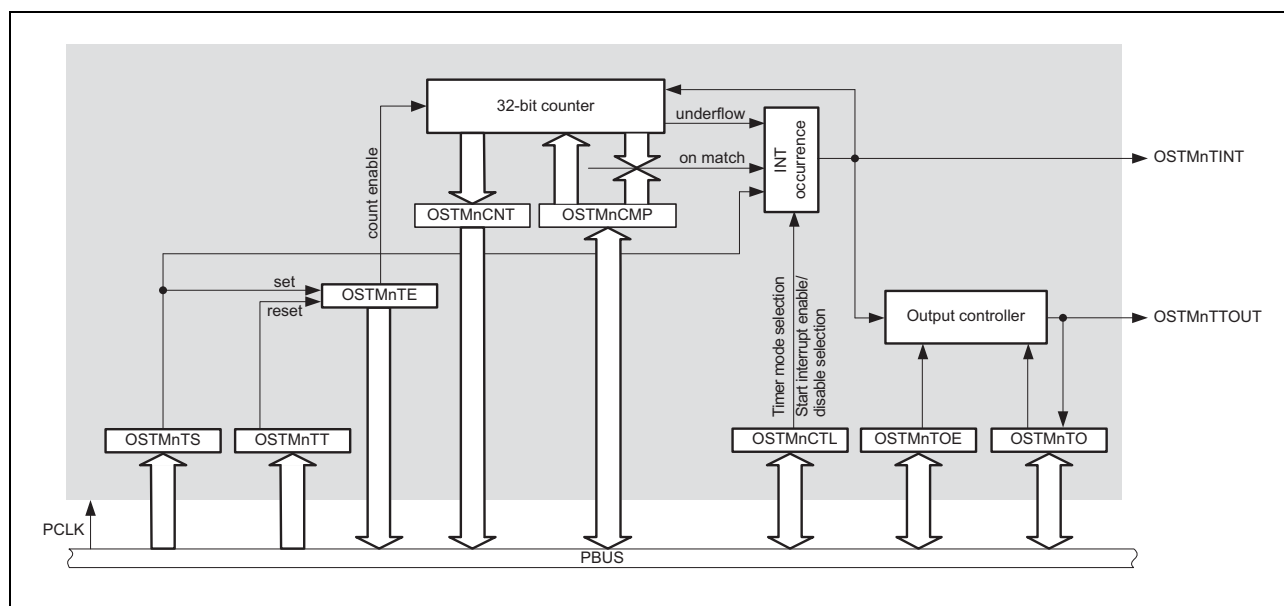 32-bit counter
underflow
on match
INT
occurrence
OSTMnTINT
count enable
OSTMnCNT
OSTMnCMP
set
reset
OSTMnTE
Timer mode selection
Start interrupt enable/
disable selection
Output controller
OSTMnTTOUT
OSTMnTS
OSTMnTT
OSTMnCTL
OSTMnTOE
OSTMnTO
PCLK
PBUS